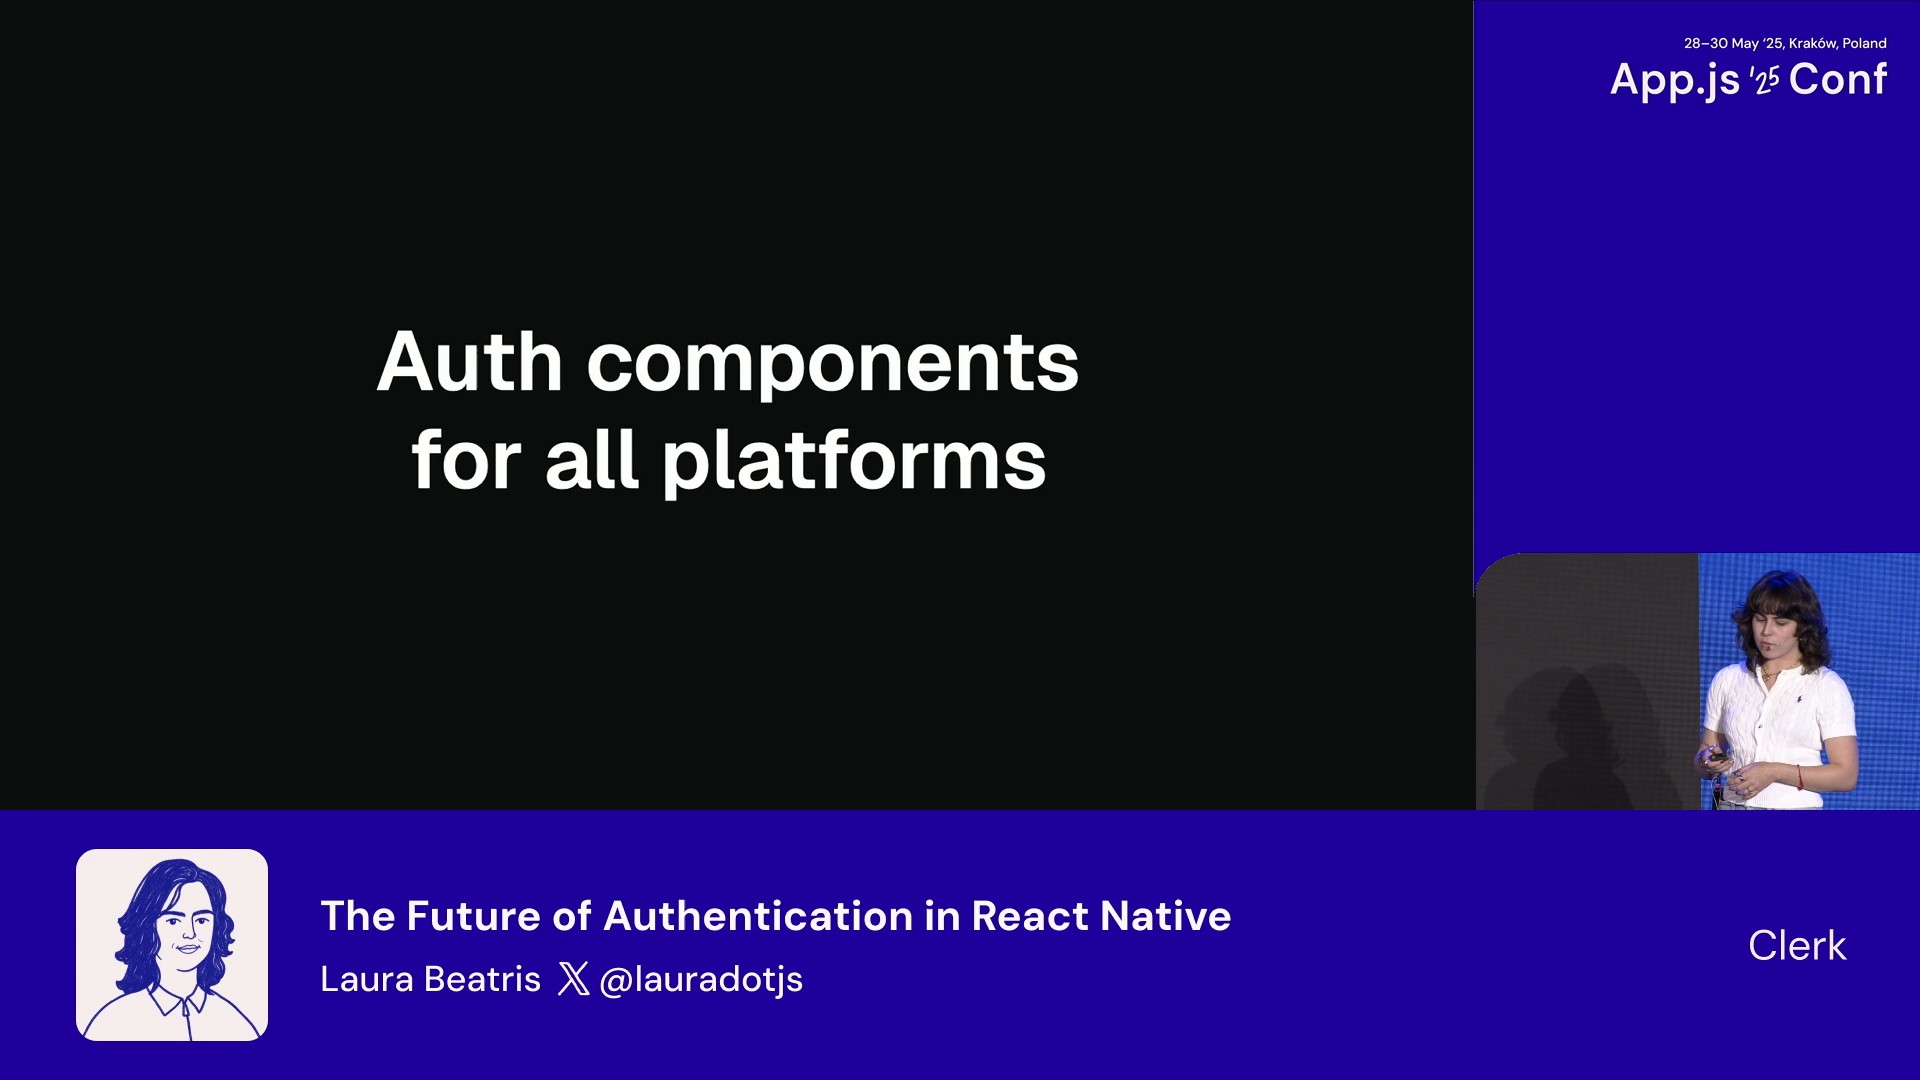 28–30 May ‘25, Kraków, Poland
App.js '25 Conf
Auth components
for all platforms
The Future of Authentication in React Native
Laura Beatris 𝕏 @lauradotjs
Clerk